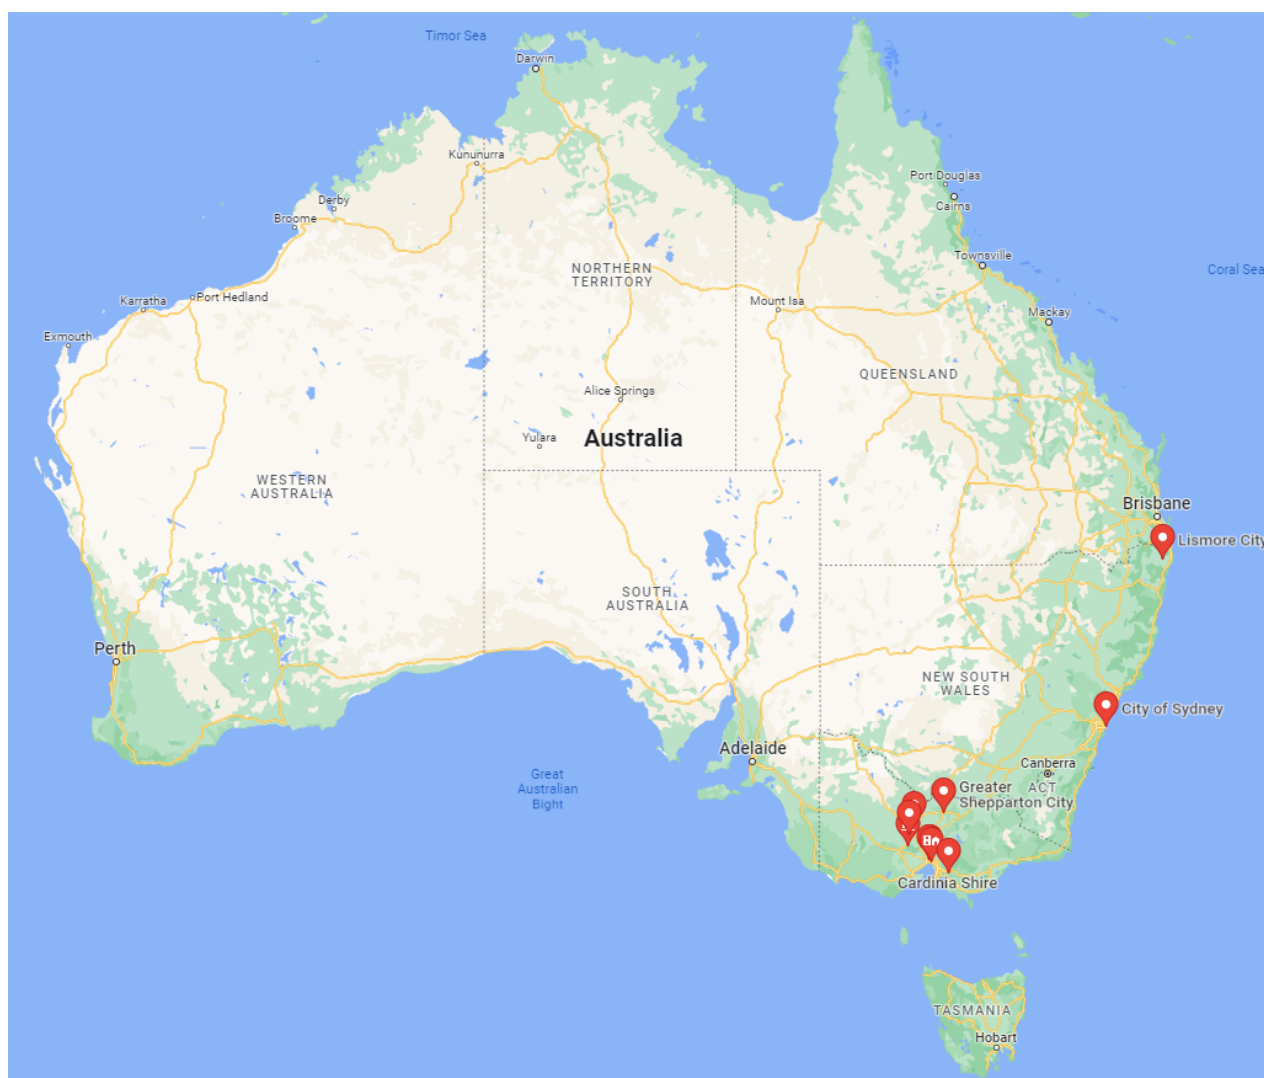 Timor Sea
Darwin
Kununurra
Port Douglas
Cairns
Derby
Broome
Townsville
Coral Sea
NORTHERN
TERRITORY
Karratha
Port Hedland
Mount Isa
Mackay
Exmouth
QUEENSLAND
Alice Springs
Yulara
Australia
WESTERN
AUSTRALIA
Brisbane
Lismore City
SOUTH
AUSTRALIA
Perth
NEW SOUTH
WALES
City of Sydney
Adelaide
Canberra
Great
Australian
Bight
Greater
Shepparton City
ACT
Cardinia Shire
TASMANIA
Hobart